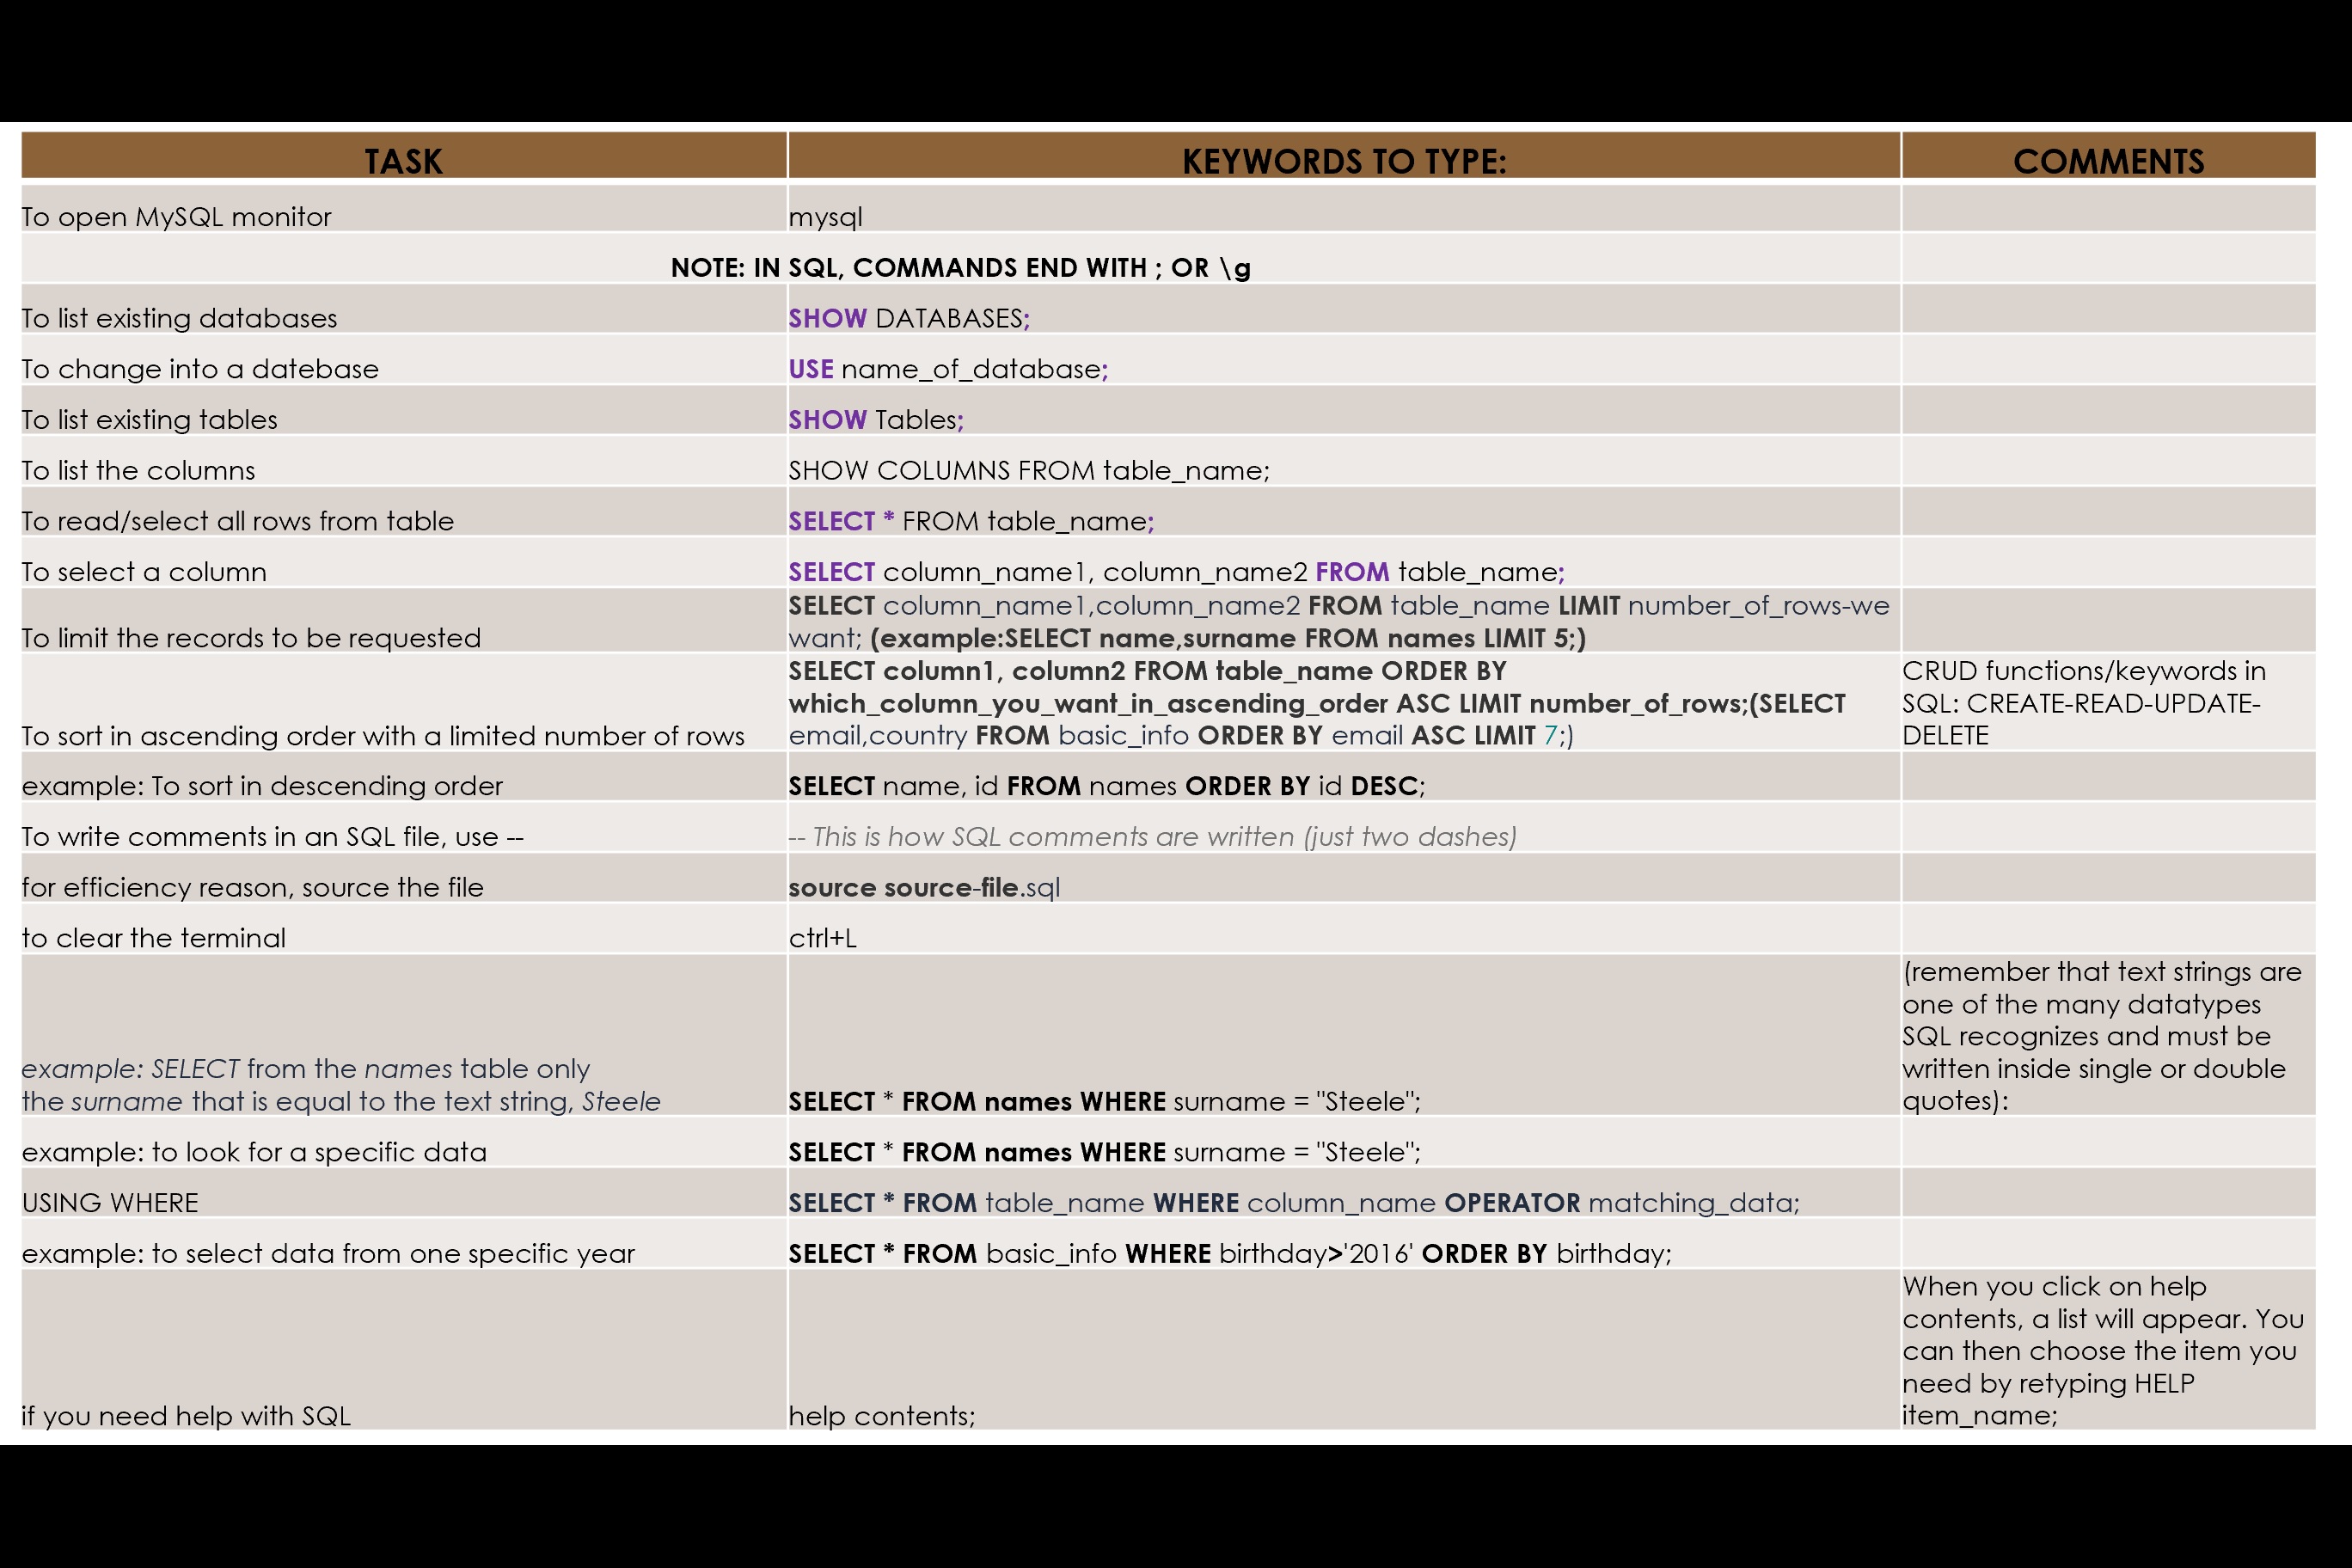 TASK KEYWORDS TO TYPE: COMMENTS
To open MySQL monitor mysql
NOTE: IN SQL, COMMANDS END WITH ; OR \g
To list existing databases SHOW DATABASES;
To change into a datebase USE name_of_database;
To list existing tables SHOW Tables;
To list the columns SHOW COLUMNS FROM table_name;
To read/select all rows from table SELECT * FROM table_name;
To select a column SELECT column_name1, column_name2 FROM table_name;
To limit the records to be requested
SELECT column_name1,column_name2 FROM table_name LIMIT number_of_rows-we
want; (example:SELECT name,surname FROM names LIMIT 5;)
To sort in ascending order with a limited number of rows
SELECT column1, column2 FROM table_name ORDER BY
which_column_you_want_in_ascending_order ASC LIMIT number_of_rows;(SELECT
email,country FROM basic_info ORDER BY email ASC LIMIT 7;)
CRUD functions/keywords in
SQL: CREATE-READ-UPDATE-
DELETE
example: To sort in descending order SELECT name, id FROM names ORDER BY id DESC;
To write comments in an SQL file, use -- -- This is how SQL comments are written (just two dashes)
for efficiency reason, source the file source source-file.sql
to clear the terminal ctrl+L
example: SELECT from the names table only
the surname that is equal to the text string, Steele
SELECT * FROM names WHERE surname = "Steele";
(remember that text strings are
one of the many datatypes
SQL recognizes and must be
written inside single or double
quotes):
example: to look for a specific data SELECT * FROM names WHERE surname = "Steele";
USING WHERE SELECT * FROM table_name WHERE column_name OPERATOR matching_data;
example: to select data from one specific year SELECT * FROM basic_info WHERE birthday>'2016' ORDER BY birthday;
if you need help with SQL help contents;
When you click on help
contents, a list will appear. You
can then choose the item you
need by retyping HELP
item_name;